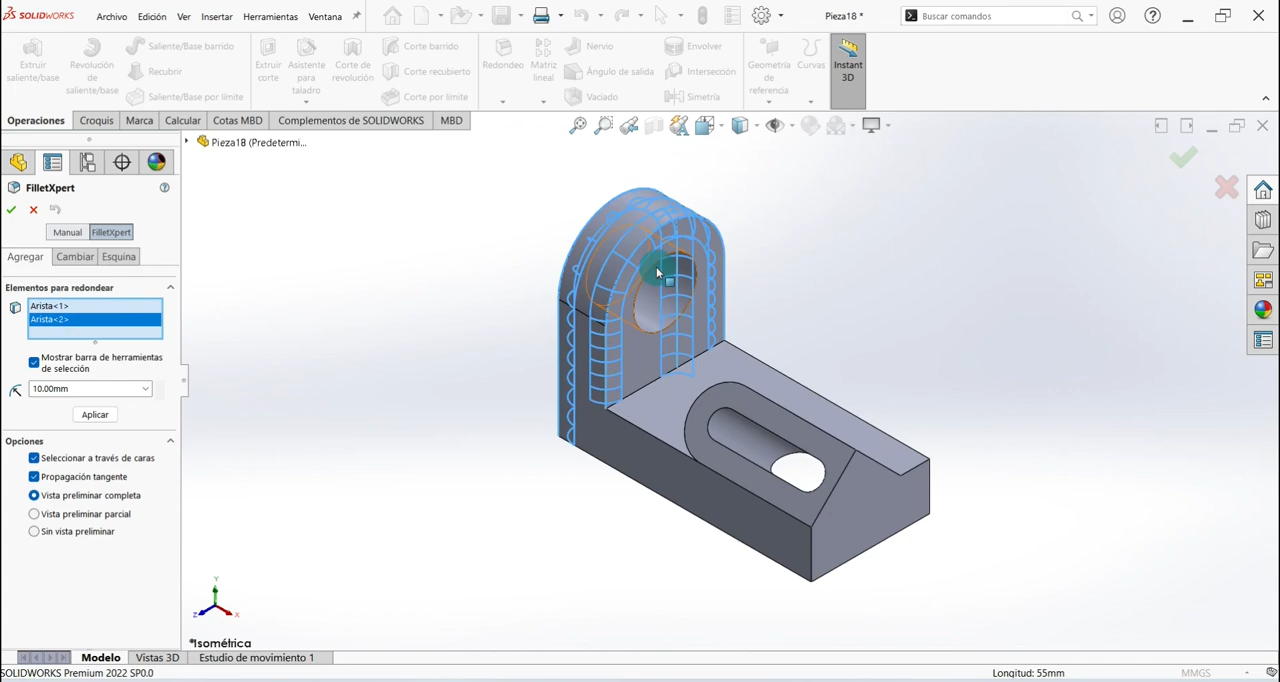 SOLIDWORKS
Archivo Edición Ver Insertar Herramientas Ventana
Pieza18 *
Buscar comandos
Extruir saliente/base
Revolución de saliente/base
Saliente/Base barrido
Recubrir
Saliente/Base por límite
Extruir corte
Asistente para taladro
Corte de revolución
Corte barrido
Corte recubierto
Corte por límite
Redondeo
Matriz lineal
Nervio
Ángulo de salida
Vaciado
Envolver
Intersección
Simetría
Geometría de referencia
Curvas
Instant 3D
Operaciones Croquis Marca Calcular Cotas MBD Complementos de SOLIDWORKS MBD
Pieza18 (Predetermi...
FilletXpert
Manual FilletXpert
Agregar Cambiar Esquina
Elementos para redondear
Arista<1>
Arista<2>
Mostrar barra de herramientas
de selección
10.00mm
Aplicar
Opciones
Seleccionar a través de caras
Propagación tangente
Vista preliminar completa
Vista preliminar parcial
Sin vista preliminar
Y
Z X
*Isométrica
Modelo Vistas 3D Estudio de movimiento 1
SOLIDWORKS Premium 2022 SP0.0
Longitud: 55mm
MMGS